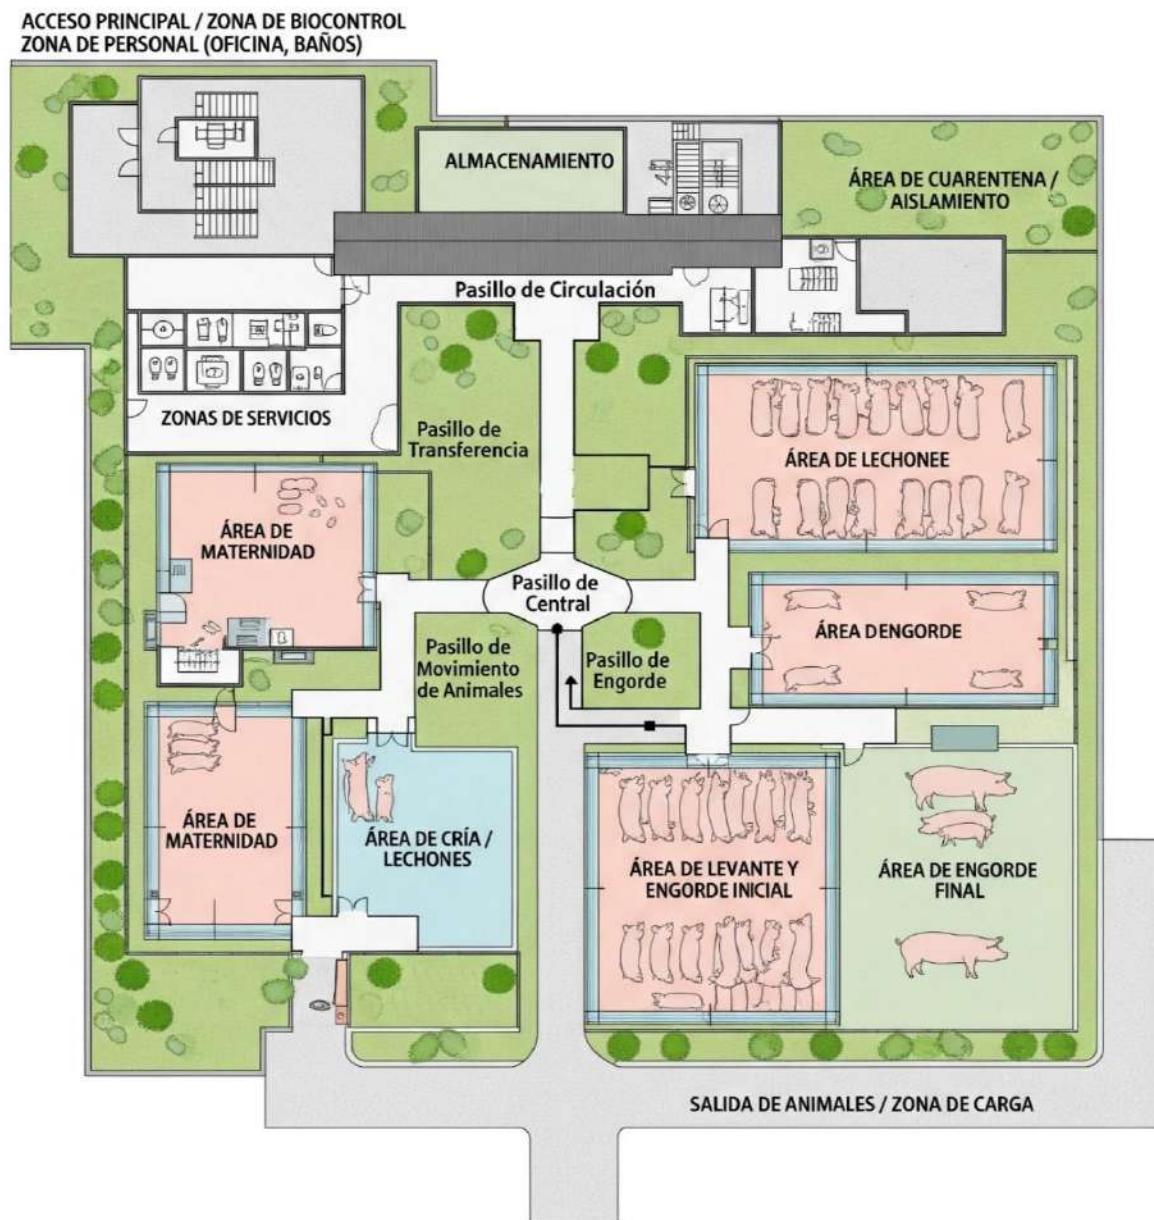 ACCESO PRINCIPAL / ZONA DE BIOCONTROL
ZONA DE PERSONAL (OFICINA, BAÑOS)
ALMACENAMIENTO
ÁREA DE CUARENTENA /
AISLAMIENTO
Pasillo de Circulación
ZONAS DE SERVICIOS
Pasillo de
Transferencia
ÁREA DE LECHONEE
ÁREA DE
MATERNIDAD
Pasillo de
Central
ÁREA DENGORDE
Pasillo de
Movimiento
de Animales
Pasillo de
Engorde
ÁREA DE
MATERNIDAD
ÁREA DE CRÍA /
LECHONES
ÁREA DE LEVANTE Y
ENGORDE INICIAL
ÁREA DE ENGORDE
FINAL
SALIDA DE ANIMALES / ZONA DE CARGA